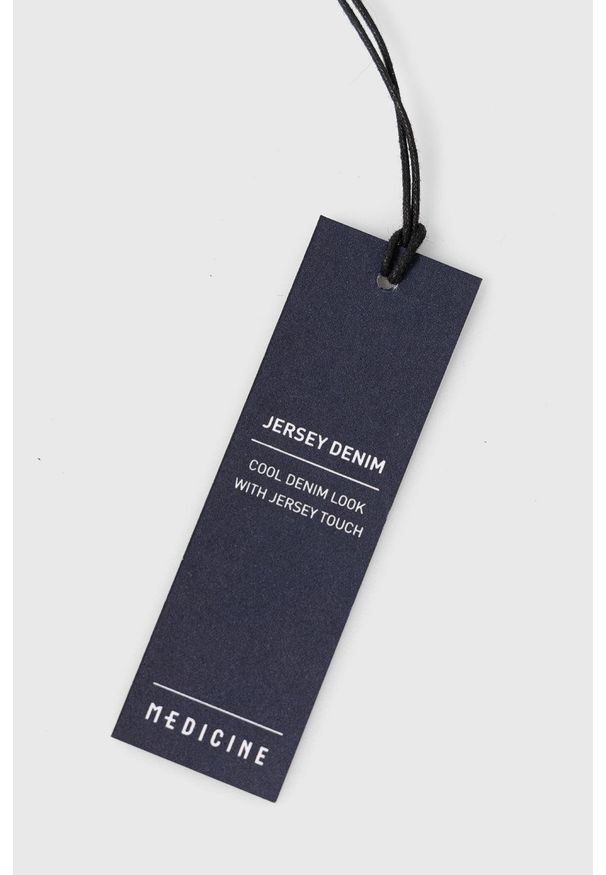 JERSEY DENIM
COOL DENIM LOOK
WITH JERSEY TOUCH
MEDICINE